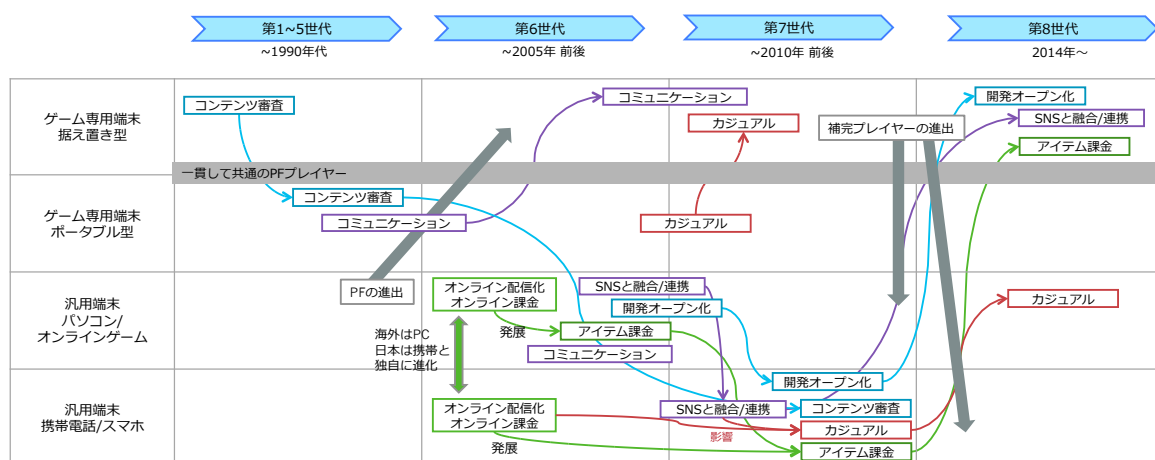 第1~5世代
第6世代
第7世代
第8世代
~1990年代
~2005年 前後
~2010年 前後
2014年～
ゲーム専用端末
据え置き型
コンテンツ審査
コミュニケーション
カジュアル
補完プレイヤーの進出
開発オープン化
SNSと融合/連携
アイテム課金
一貫して共通のPFプレイヤー
ゲーム専用端末
ポータブル型
コンテンツ審査
コミュニケーション
カジュアル
PFの進出
汎用端末
パソコン/
オンラインゲーム
オンライン配信化
オンライン課金
SNSと融合/連携
開発オープン化
発展
アイテム課金
コミュニケーション
カジュアル
海外はPC
日本は携帯と
独自に進化
汎用端末
携帯電話/スマホ
オンライン配信化
オンライン課金
発展
開発オープン化
SNSと融合/連携
コンテンツ審査
影響
カジュアル
アイテム課金